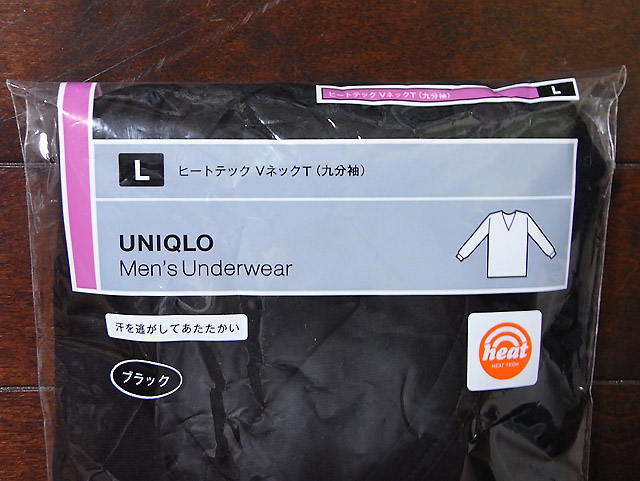 ヒートテック VネックT（九分袖） L
L ヒートテック VネックT（九分袖）
UNIQLO
Men's Underwear
汗を逃がしてあたたかい
heat
HEAT TECH
ブラック